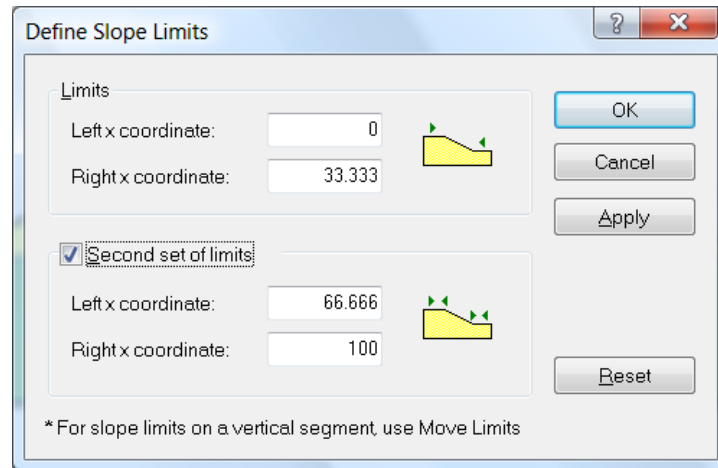 Define Slope Limits
?
X
Limits
Left x coordinate:
0
Right x coordinate:
33.333
OK
Cancel
Apply
Second set of limits
Left x coordinate:
66.666
Right x coordinate:
100
Reset
* For slope limits on a vertical segment, use Move Limits